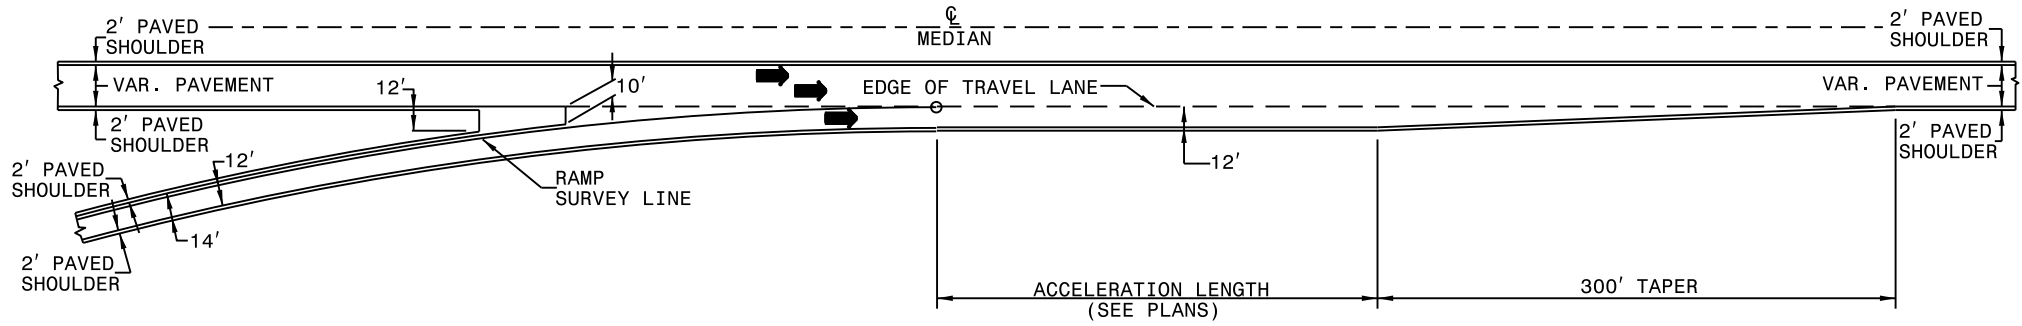 ℄
MEDIAN
2' PAVED
SHOULDER
2' PAVED
SHOULDER
VAR. PAVEMENT
12'
10'
EDGE OF TRAVEL LANE
VAR. PAVEMENT
2' PAVED
SHOULDER
2' PAVED
SHOULDER
12'
12'
2' PAVED
SHOULDER
RAMP
SURVEY LINE
14'
2' PAVED
SHOULDER
ACCELERATION LENGTH
(SEE PLANS)
300' TAPER